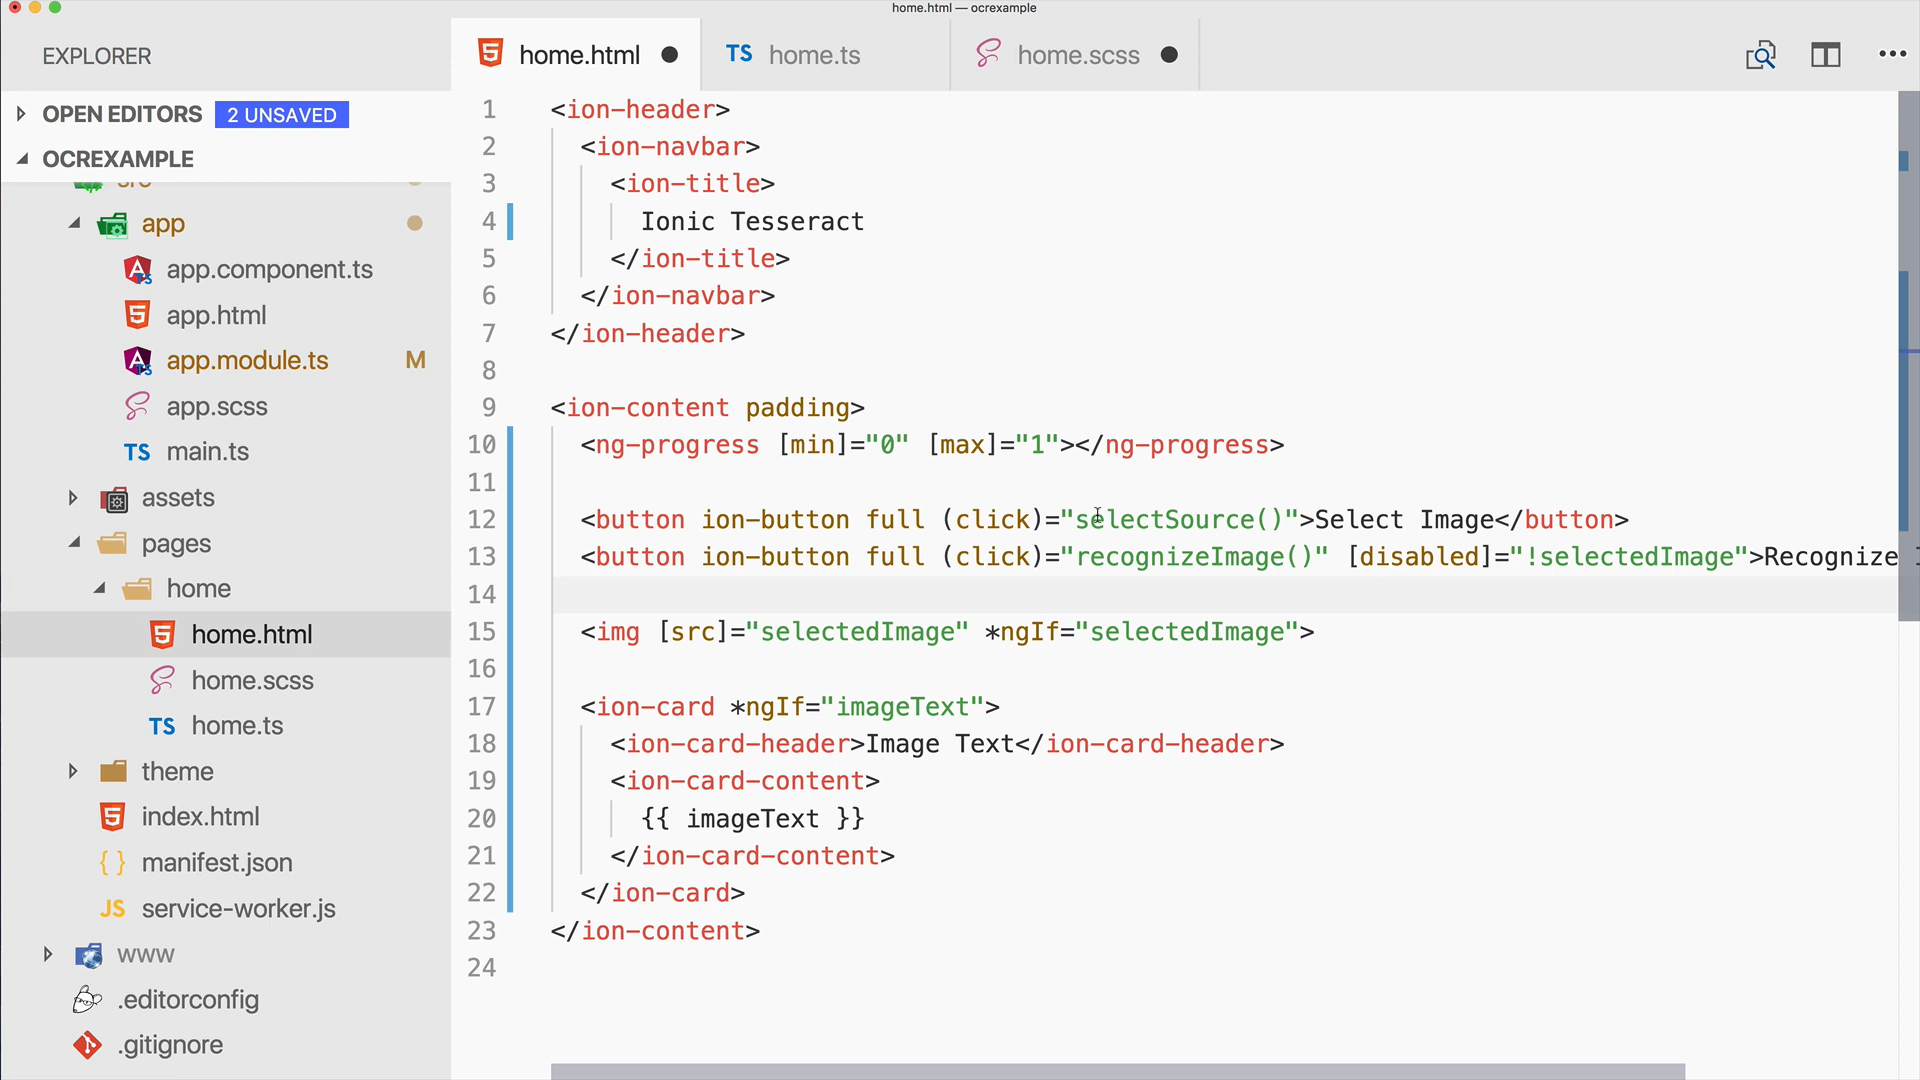 home.html — ocrexample
EXPLORER
OPEN EDITORS 2 UNSAVED
OCREXAMPLE
src
app
app.component.ts
app.html
app.module.ts M
app.scss
TS main.ts
assets
pages
home
home.html
home.scss
TS home.ts
theme
index.html
{ } manifest.json
JS service-worker.js
www
.editorconfig
.gitignore
home.html
TS home.ts
home.scss
1 <ion-header>
2 <ion-navbar>
3 <ion-title>
4 Ionic Tesseract
5 </ion-title>
6 </ion-navbar>
7 </ion-header>
8
9 <ion-content padding>
10 <ng-progress [min]="0" [max]="1"></ng-progress>
11
12 <button ion-button full (click)="selectSource()">Select Image</button>
13 <button ion-button full (click)="recognizeImage()" [disabled]="!selectedImage">Recognize
14
15 <img [src]="selectedImage" *ngIf="selectedImage">
16
17 <ion-card *ngIf="imageText">
18 <ion-card-header>Image Text</ion-card-header>
19 <ion-card-content>
20 {{ imageText }}
21 </ion-card-content>
22 </ion-card>
23 </ion-content>
24